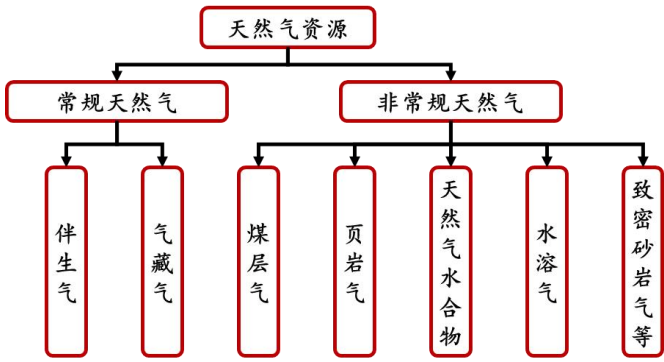 天然气资源
常规天然气
非常规天然气
伴生气
气藏气
煤层气
页岩气
天然气水合物
水溶气
致密砂岩气等